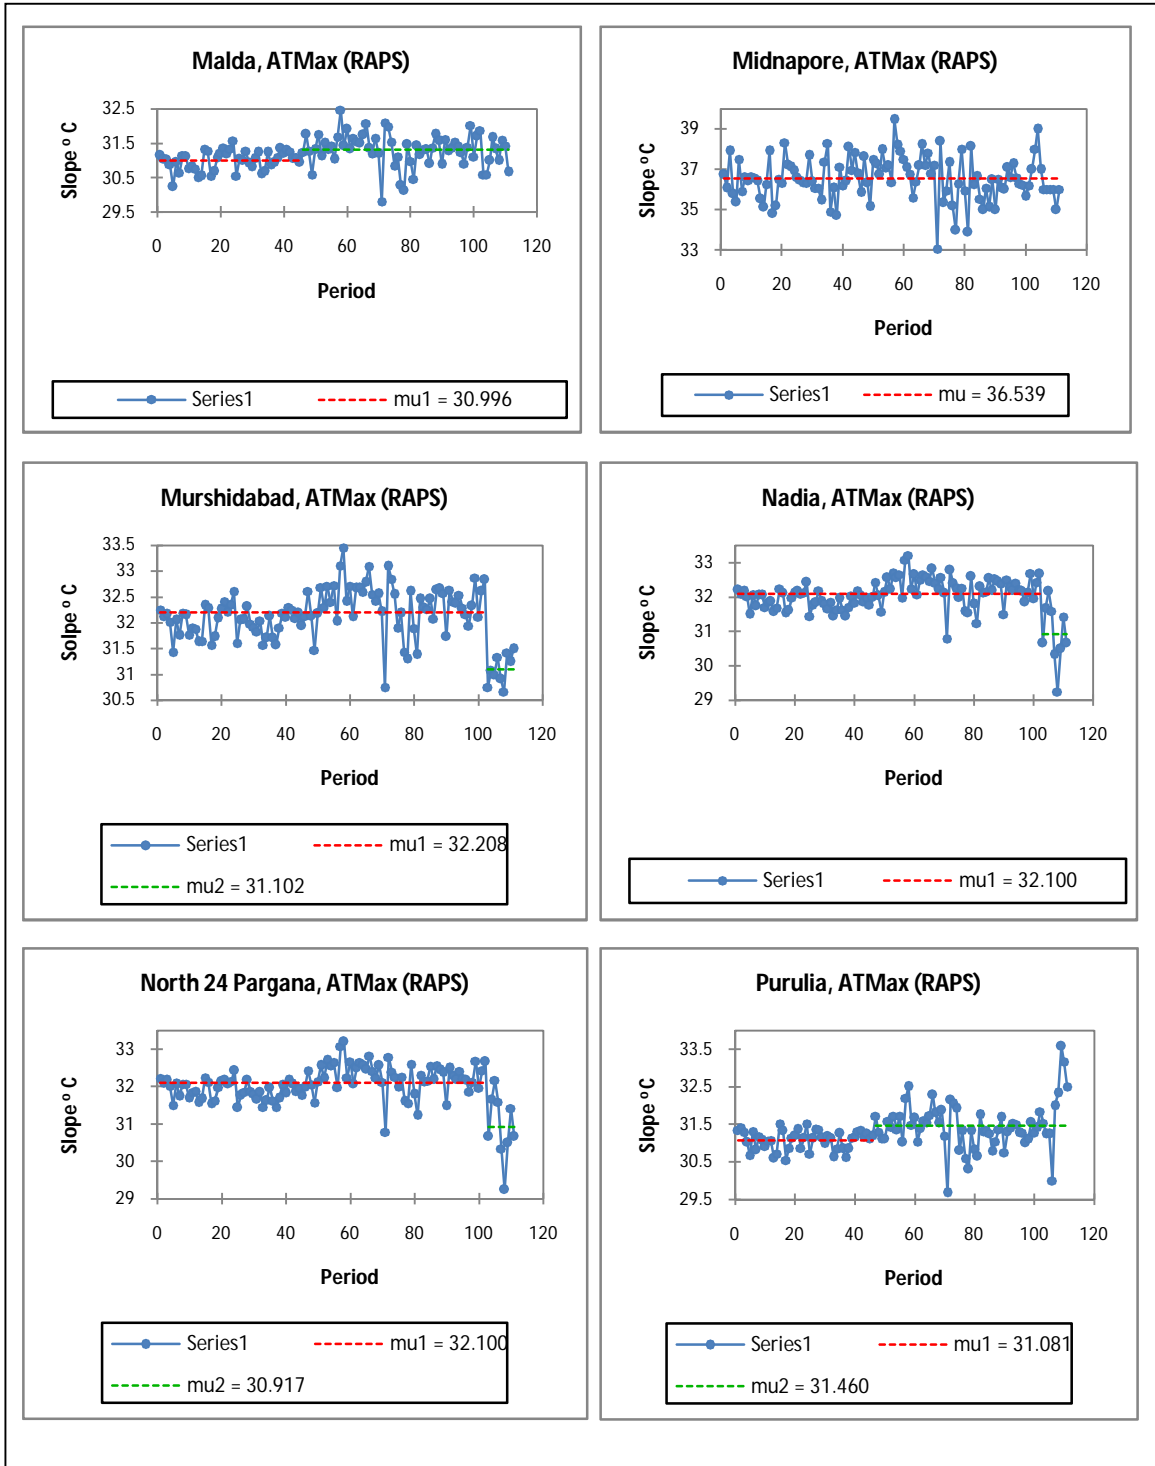 Malda, ATMax (RAPS)
Slope º C
32.5
31.5
30.5
29.5
0 20 40 60 80 100 120
Period
Series1 mu1 = 30.996
Midnapore, ATMax (RAPS)
Slope º C
39
37
35
33
0 20 40 60 80 100 120
Period
Series1 mu = 36.539
Murshidabad, ATMax (RAPS)
Solpe º C
33.5
33
32.5
32
31.5
31
30.5
0 20 40 60 80 100 120
Period
Series1 mu1 = 32.208
mu2 = 31.102
Nadia, ATMax (RAPS)
Slope º C
33
32
31
30
29
0 20 40 60 80 100 120
Period
Series1 mu1 = 32.100
North 24 Pargana, ATMax (RAPS)
Slope º C
33
32
31
30
29
0 20 40 60 80 100 120
Period
Series1 mu1 = 32.100
mu2 = 30.917
Purulia, ATMax (RAPS)
Slope º C
33.5
32.5
31.5
30.5
29.5
0 20 40 60 80 100 120
Period
Series1 mu1 = 31.081
mu2 = 31.460